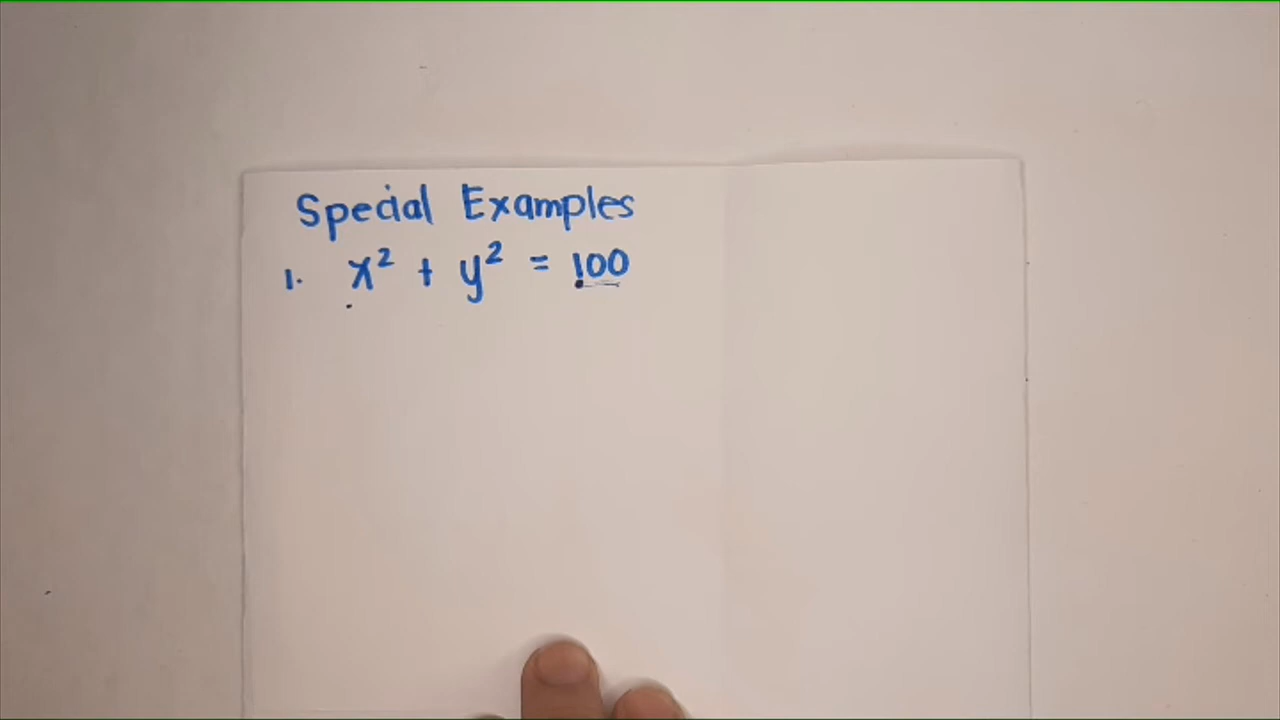 Special Examples
1. x² + y² = 100